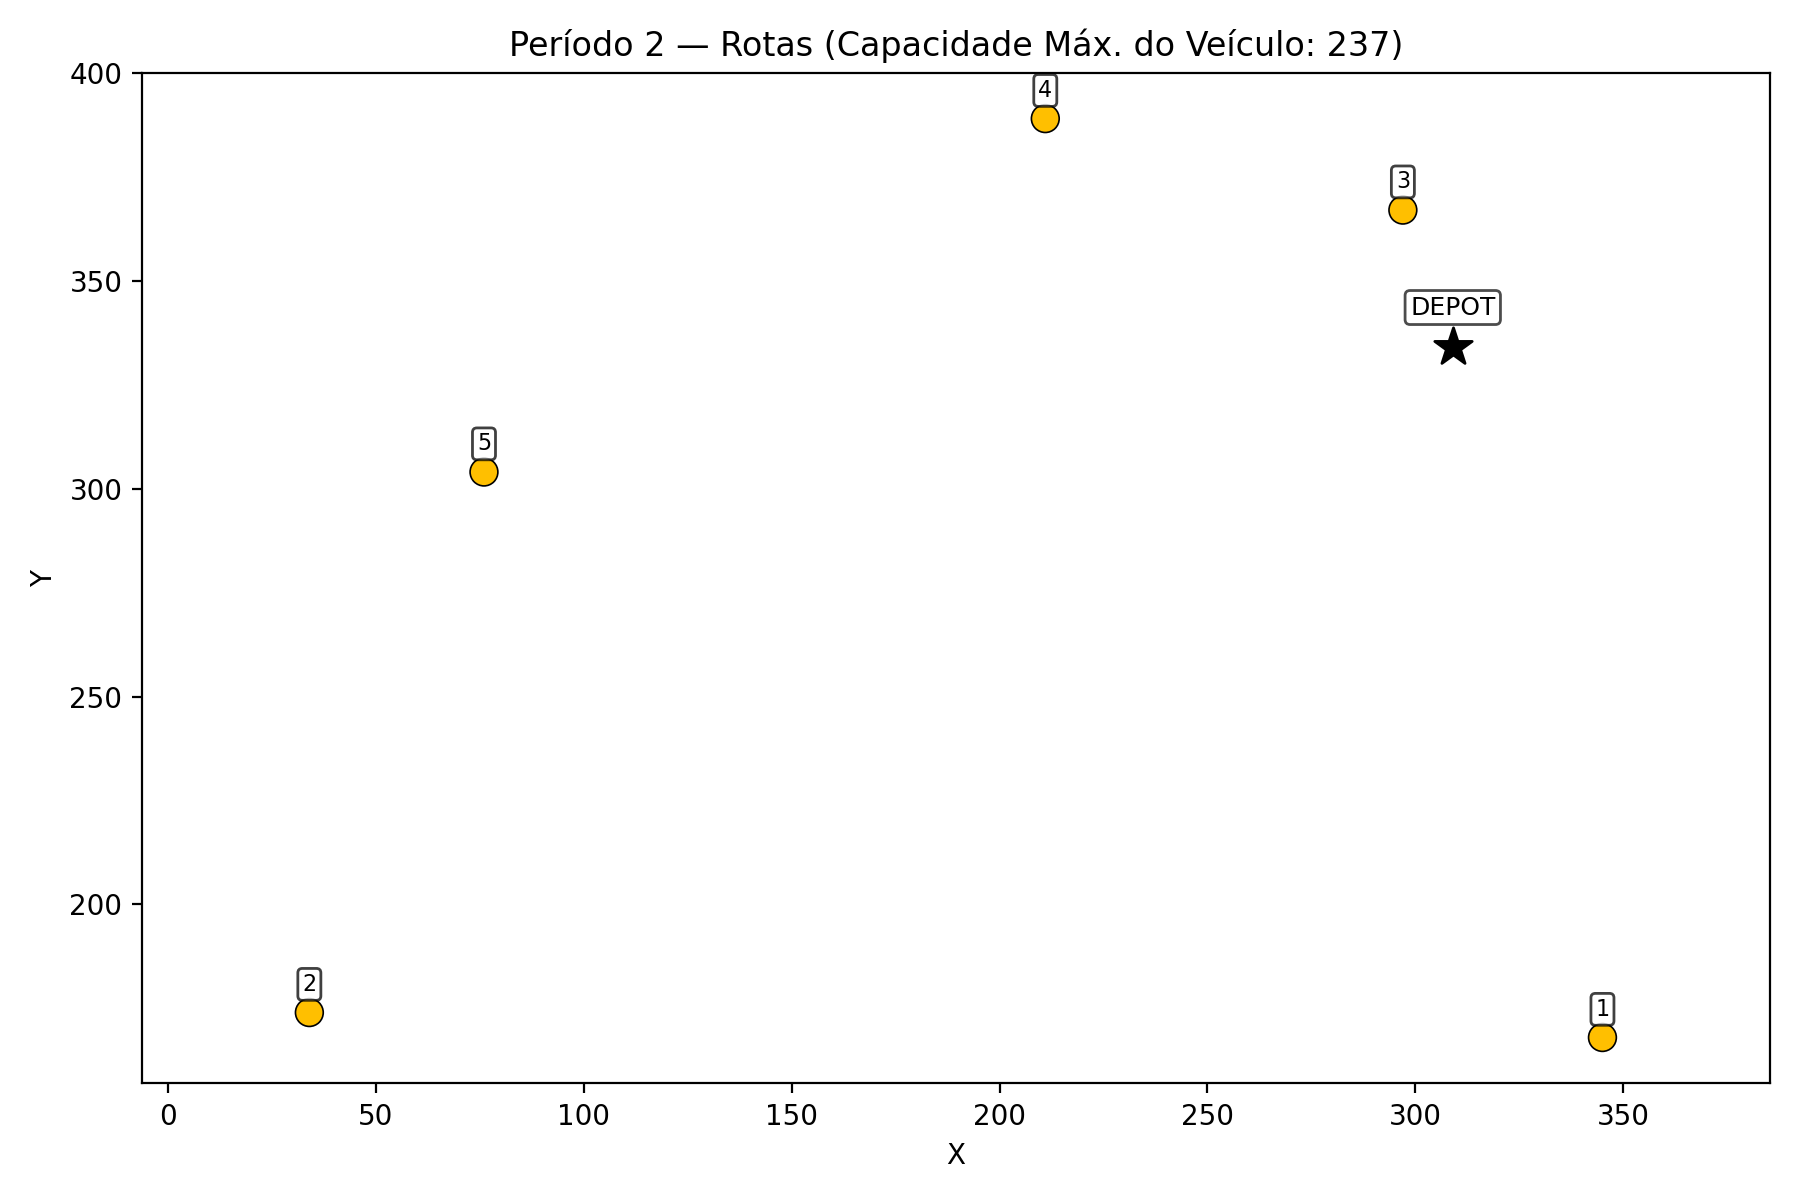 Período 2 — Rotas (Capacidade Máx. do Veículo: 237)
400
350
300
250
200
Y
4
3
DEPOT
5
2
1
0 50 100 150 200 250 300 350
X